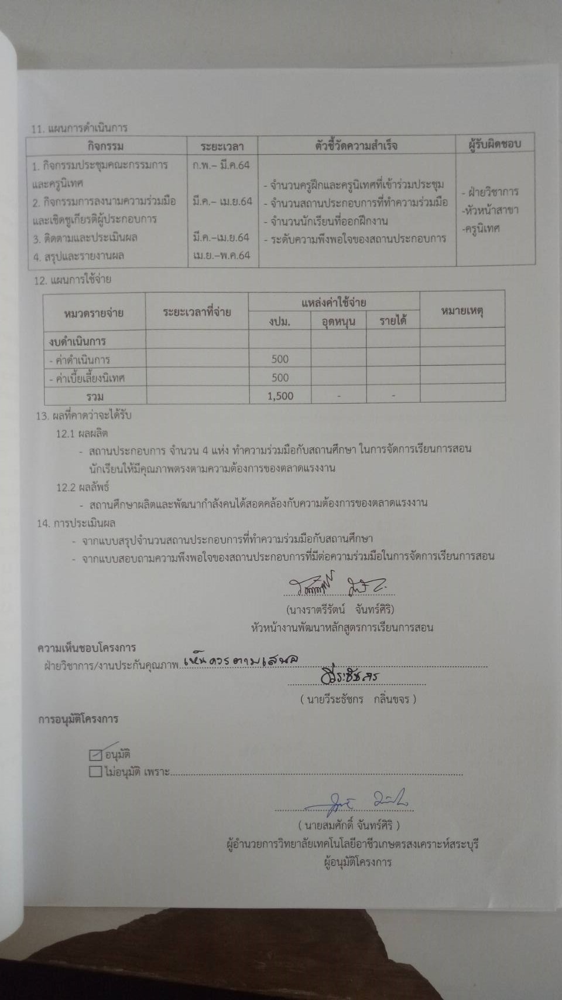 11. แผนการดำเนินการ
กิจกรรม ระยะเวลา ตัวชี้วัดความสำเร็จ ผู้รับผิดชอบ
1. กิจกรรมประชุมคณะกรรมการ ก.พ.– มี.ค.64
และครูนิเทศ - จำนวนครูฝึกและครูนิเทศที่เข้าร่วมประชุม - ฝ่ายวิชาการ
2. กิจกรรมการลงนามความร่วมมือ มี.ค.– เม.ย.64 - จำนวนสถานประกอบการที่ทำความร่วมมือ -หัวหน้าสาขา
และเชิดชูเกียรติผู้ประกอบการ - จำนวนนักเรียนที่ออกฝึกงาน -ครูนิเทศ
3. ติดตามและประเมินผล มี.ค.–เม.ย.64 - ระดับความพึงพอใจของสถานประกอบการ
4. สรุปและรายงานผล เม.ย.–พ.ค.64
12. แผนการใช้จ่าย
หมวดรายจ่าย ระยะเวลาที่จ่าย แหล่งค่าใช้จ่าย หมายเหตุ
งปม. อุดหนุน รายได้
งบดำเนินการ
- ค่าดำเนินการ 500
- ค่าเบี้ยเลี้ยงนิเทศ 500
รวม 1,500 - -
13. ผลที่คาดว่าจะได้รับ
12.1 ผลผลิต
- สถานประกอบการ จำนวน 4 แห่ง ทำความร่วมมือกับสถานศึกษา ในการจัดการเรียนการสอน
นักเรียนให้มีคุณภาพตรงตามความต้องการของตลาดแรงงาน
12.2 ผลลัพธ์
- สถานศึกษาผลิตและพัฒนากำลังคนได้สอดคล้องกับความต้องการของตลาดแรงงาน
14. การประเมินผล
- จากแบบสรุปจำนวนสถานประกอบการที่ทำความร่วมมือกับสถานศึกษา
- จากแบบสอบถามความพึงพอใจของสถานประกอบการที่มีต่อความร่วมมือในการจัดการเรียนการสอน
(นางราตรีรัตน์ จันทร์ศิริ)
หัวหน้างานพัฒนาหลักสูตรการเรียนการสอน
ความเห็นชอบโครงการ
ฝ่ายวิชาการ/งานประกันคุณภาพ เห็นควรตามเสนอ
วีระธัชกร
( นายวีระธัชกร กลิ่นขจร )
การอนุมัติโครงการ
☑ อนุมัติ
☐ ไม่อนุมัติ เพราะ
( นายสมศักดิ์ จันทร์ศิริ )
ผู้อำนวยการวิทยาลัยเทคโนโลยีอาชีวเกษตรสงเคราะห์สระบุรี
ผู้อนุมัติโครงการ